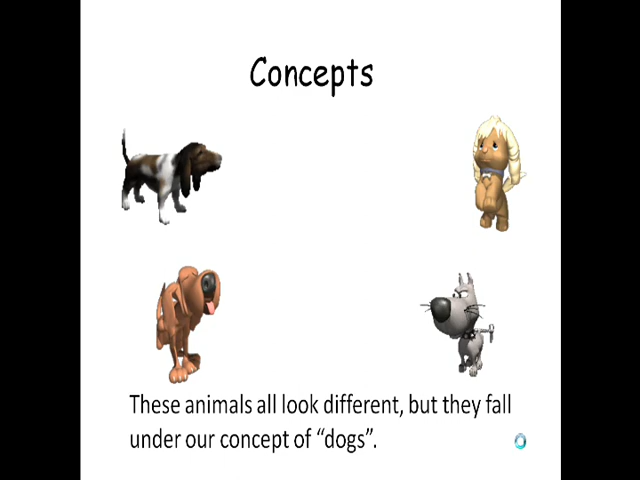 Concepts
These animals all look different, but they fall
under our concept of “dogs”.